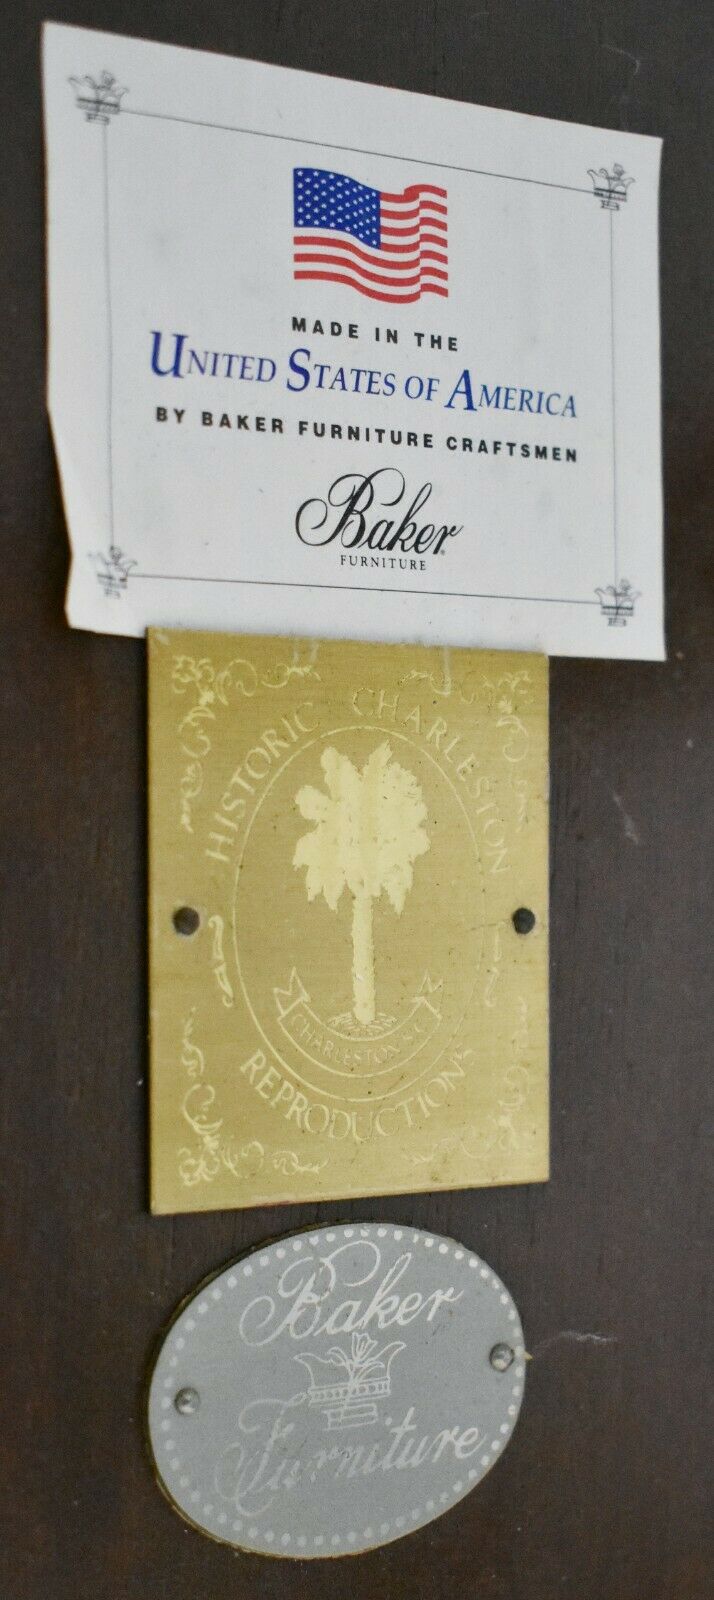 MADE IN THE
UNITED STATES OF AMERICA
BY BAKER FURNITURE CRAFTSMEN
Baker®
FURNITURE
HISTORIC CHARLESTON
CHARLESTON, S.C.
REPRODUCTIONS
Baker
Furniture